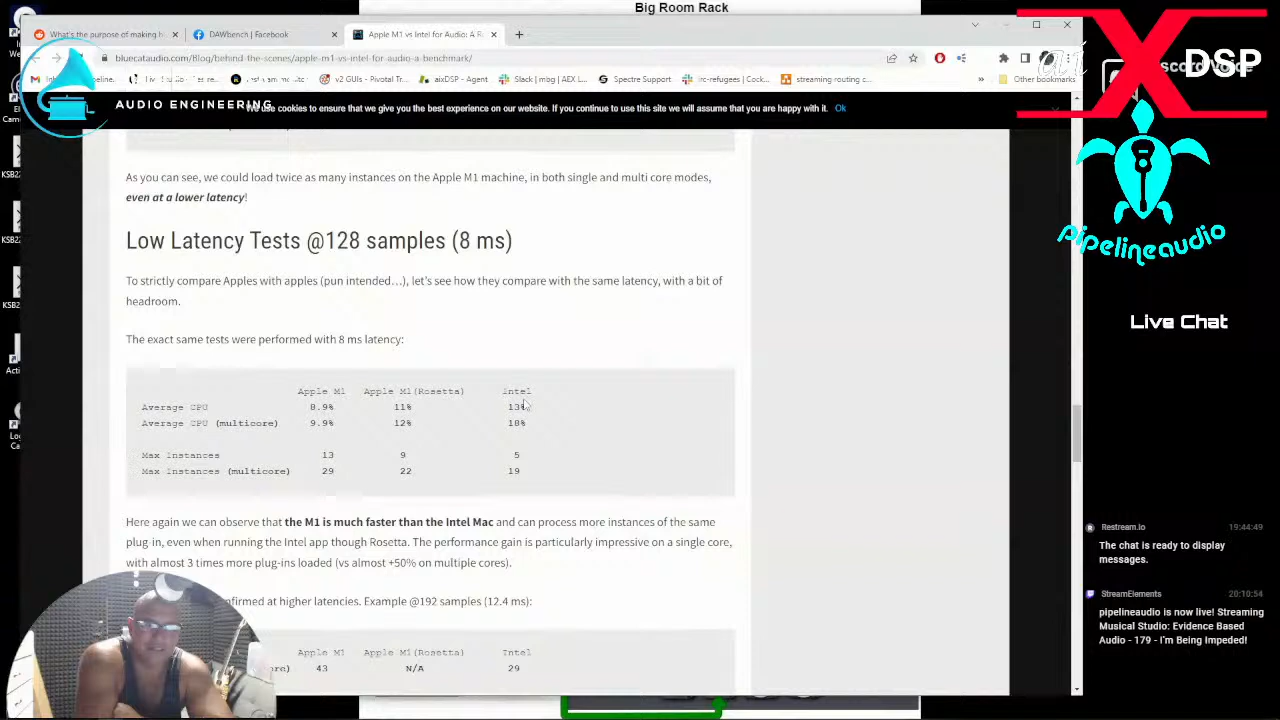 Big Room Rack
What's the purpose of making h
DAWbench | Facebook
Apple M1 vs Intel for Audio: A R
bluecataudio.com/Blog/behind-the-scenes/apple-m1-vs-intel-for-audio-a-benchmark/
v2 GUIs - Pivotal Tr...
aixDSP - Agent
Slack | mbg | AEX L...
Spectre Support...
irc-refugees | Cock...
streaming routing c...
Other bookmarks
AUDIO ENGINEERING
use cookies to ensure that we give you the best experience on our website. If you continue to use this site we will assume that you are happy with it. Ok
ai X DSP
As you can see, we could load twice as many instances on the Apple M1 machine, in both single and multi core modes,
even at a lower latency!
Low Latency Tests @128 samples (8 ms)
To strictly compare Apples with apples (pun intended...), let's see how they compare with the same latency, with a bit of
headroom.
The exact same tests were performed with 8 ms latency:
Apple M1 Apple M1(Rosetta) Intel
Average CPU 8.9% 11% 13%
Average CPU (multicore) 9.9% 12% 18%
Max Instances 13 9 5
Max Instances (multicore) 29 22 19
Here again we can observe that the M1 is much faster than the Intel Mac and can process more instances of the same
plug-in, even when running the Intel app though Rosetta. The performance gain is particularly impressive on a single core,
with almost 3 times more plug-ins loaded (vs almost +50% on multiple cores).
nfirmed at higher latencies. Example @192 samples (12.4 ms):
Apple M1 Apple M1(Rosetta) Intel
ore) 43 N/A 29
Pipelineaudio
Live Chat
Restream.io 19:44:49
The chat is ready to display
messages.
StreamElements 20:10:54
pipelineaudio is now live! Streaming
Musical Studio: Evidence Based
Audio - 179 - I'm Being Impeded!